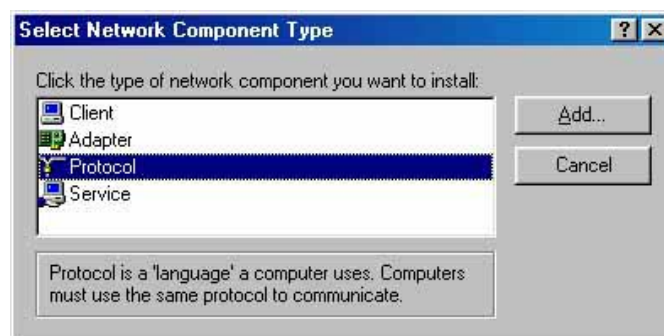 Select Network Component Type
Click the type of network component you want to install:
Client
Adapter
Protocol
Service
Add...
Cancel
Protocol is a 'language' a computer uses. Computers
must use the same protocol to communicate.